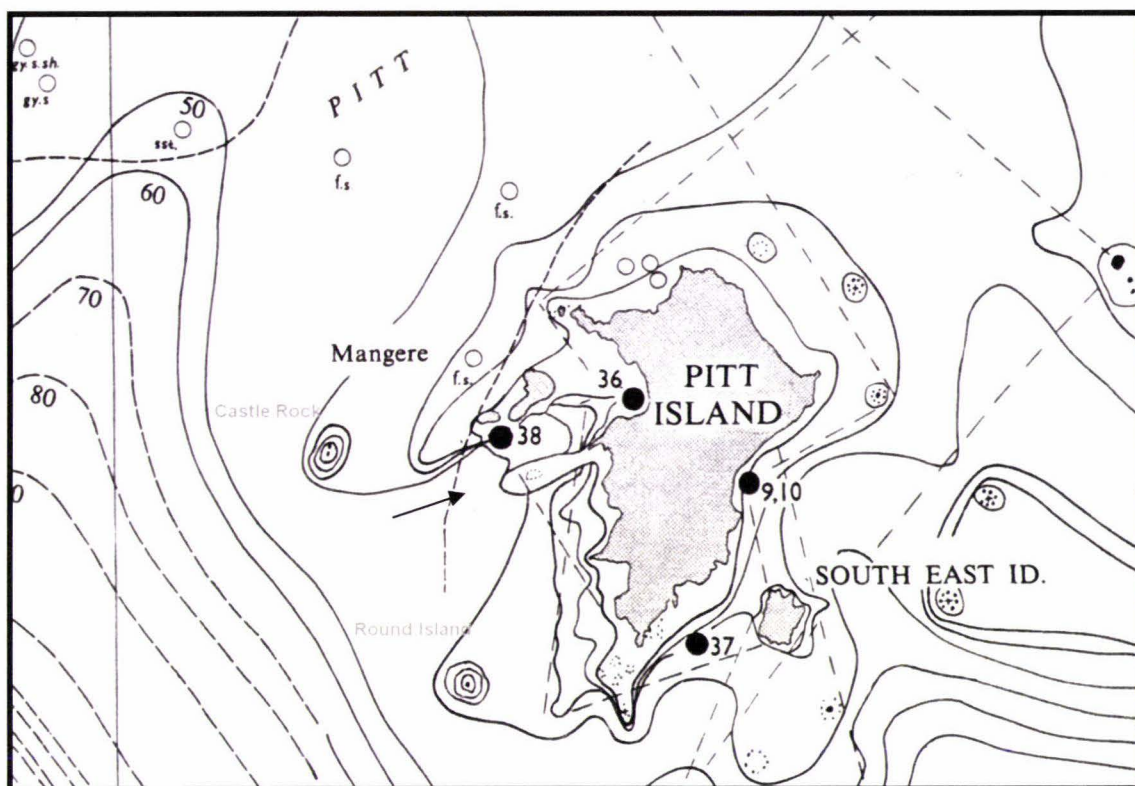 gy.s.sh.
gy.s
50
sst.
60
PITT
f.s
f.s.
70
80
0
Mangere
f.s.
Castle Rock
36
38
PITT
ISLAND
9,10
SOUTH EAST ID.
Round Island
37